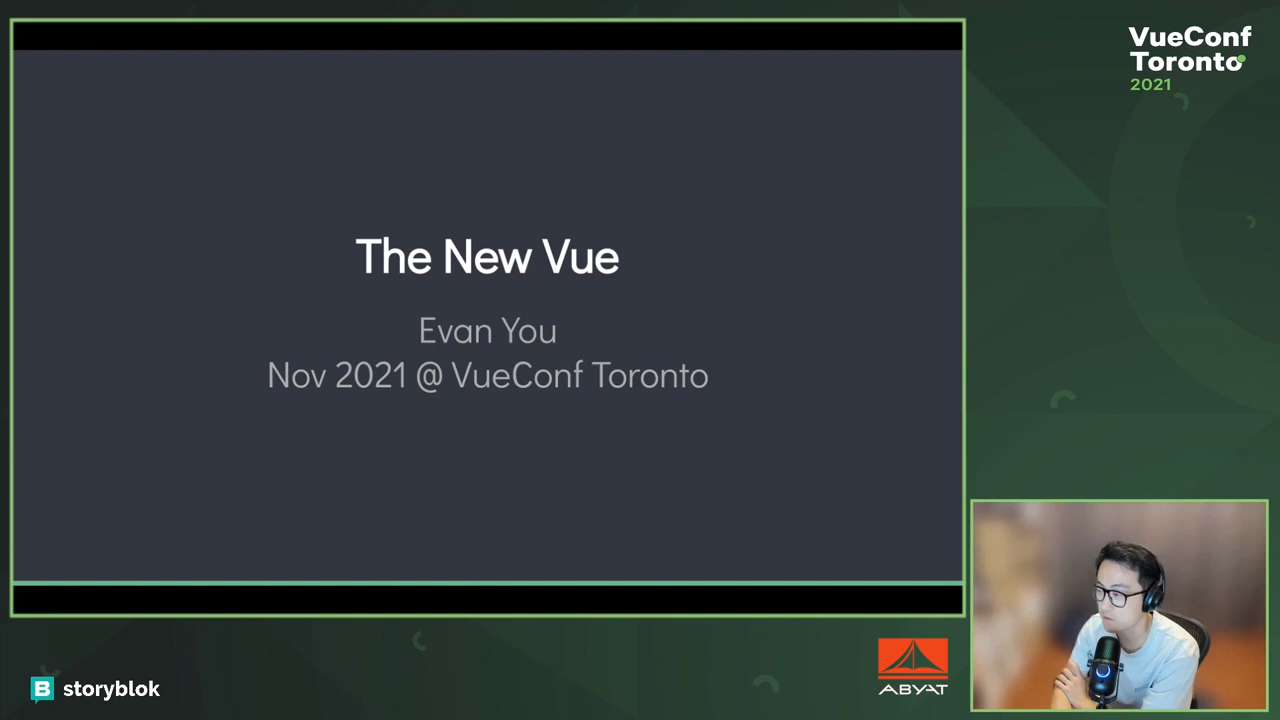 The New Vue
Evan You
Nov 2021 @ VueConf Toronto
VueConf
Toronto
2021
B storyblok
ABYAT